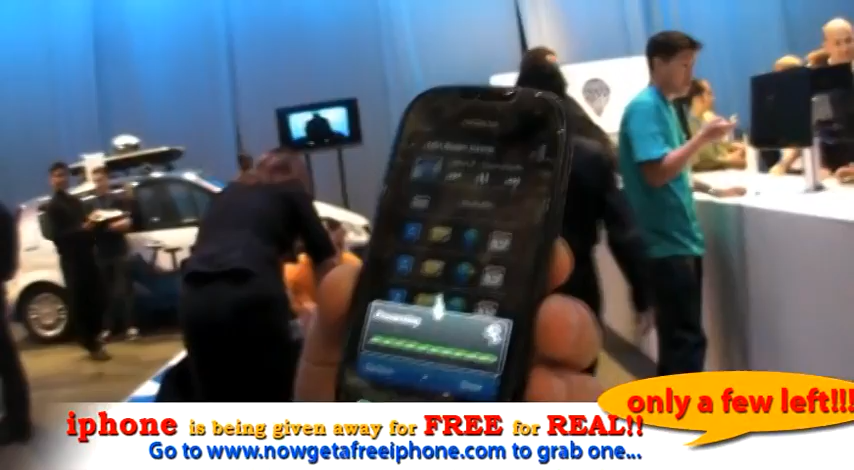 only a few left!!!
iphone is being given away for FREE for REAL!!
Go to www.nowgetafreeiphone.com to grab one...